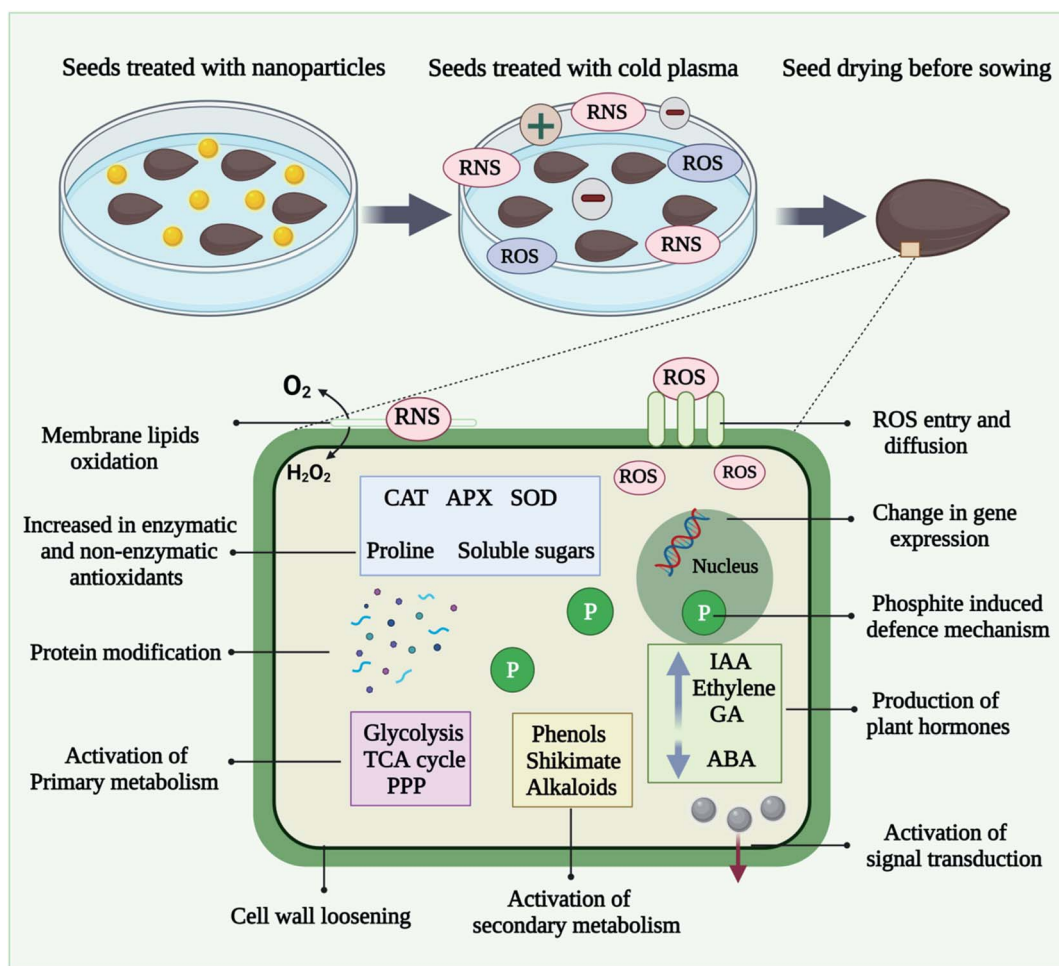 Seeds treated with nanoparticles
Seeds treated with cold plasma
Seed drying before sowing
RNS
RNS
ROS
ROS
RNS
O₂
RNS
ROS
Membrane lipids
oxidation
H₂O₂
ROS
ROS
ROS entry and
diffusion
CAT APX SOD
Proline Soluble sugars
Increased in enzymatic
and non-enzymatic
antioxidants
Nucleus
Change in gene
expression
P
P
P
Phosphite induced
defence mechanism
Protein modification
IAA
Ethylene
GA
ABA
Production of
plant hormones
Glycolysis
TCA cycle
PPP
Activation of
Primary metabolism
Phenols
Shikimate
Alkaloids
Activation of
signal transduction
Cell wall loosening
Activation of
secondary metabolism